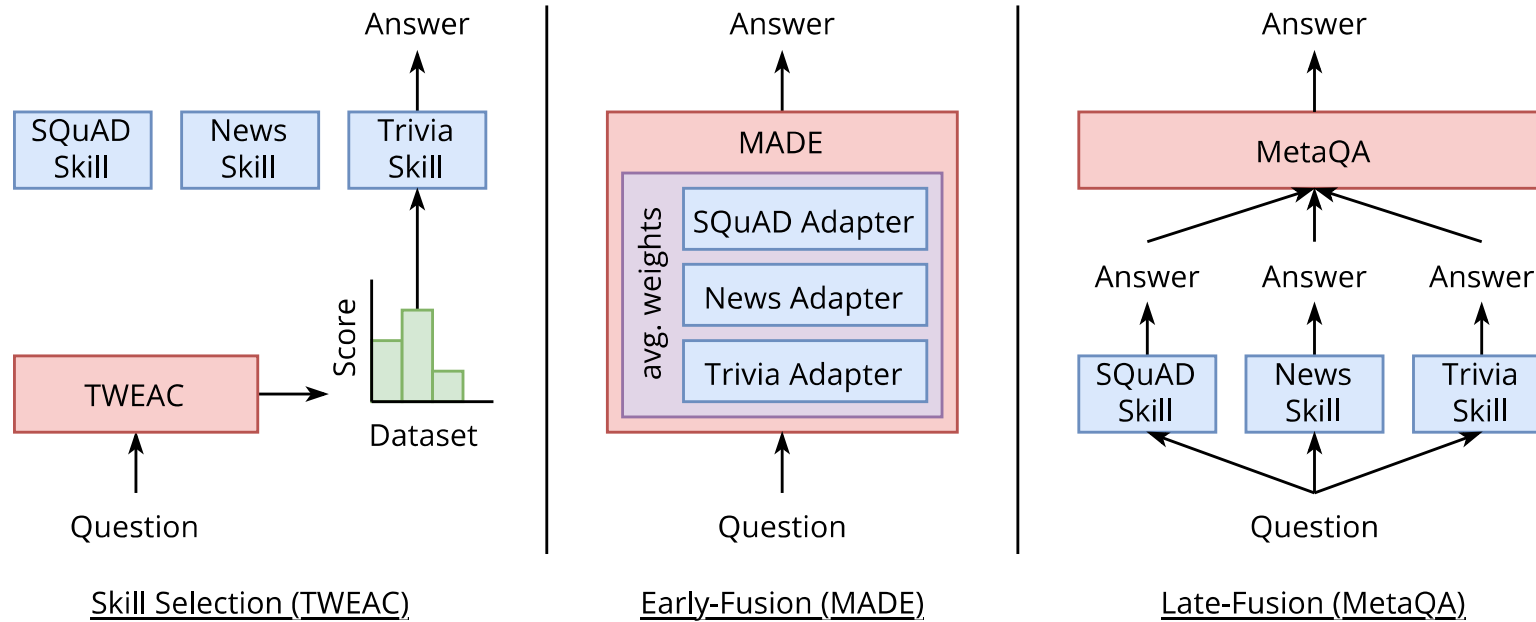 Answer
SQuAD
Skill
News
Skill
Trivia
Skill
Score
Dataset
TWEAC
Question
Skill Selection (TWEAC)
Answer
MADE
avg. weights
SQuAD Adapter
News Adapter
Trivia Adapter
Question
Early-Fusion (MADE)
Answer
MetaQA
Answer
Answer
Answer
SQuAD
Skill
News
Skill
Trivia
Skill
Question
Late-Fusion (MetaQA)